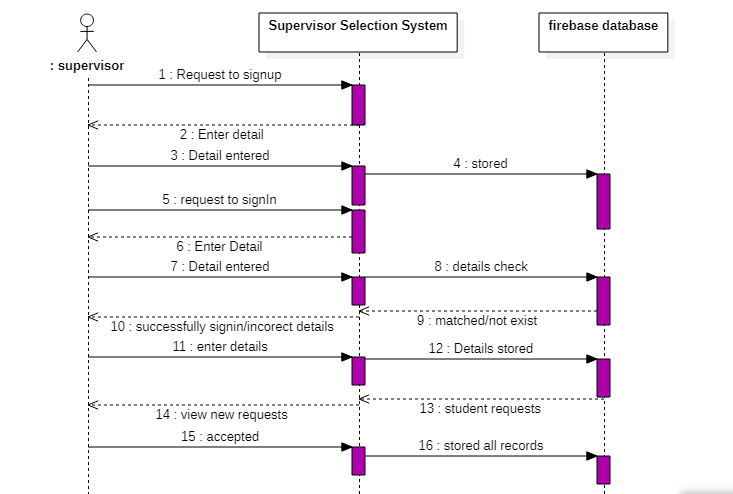 Supervisor Selection System
firebase database
: supervisor
1 : Request to signup
2 : Enter detail
3 : Detail entered
4 : stored
5 : request to signIn
6 : Enter Detail
7 : Detail entered
8 : details check
9 : matched/not exist
10 : successfully signin/incorect details
11 : enter details
12 : Details stored
13 : student requests
14 : view new requests
15 : accepted
16 : stored all records